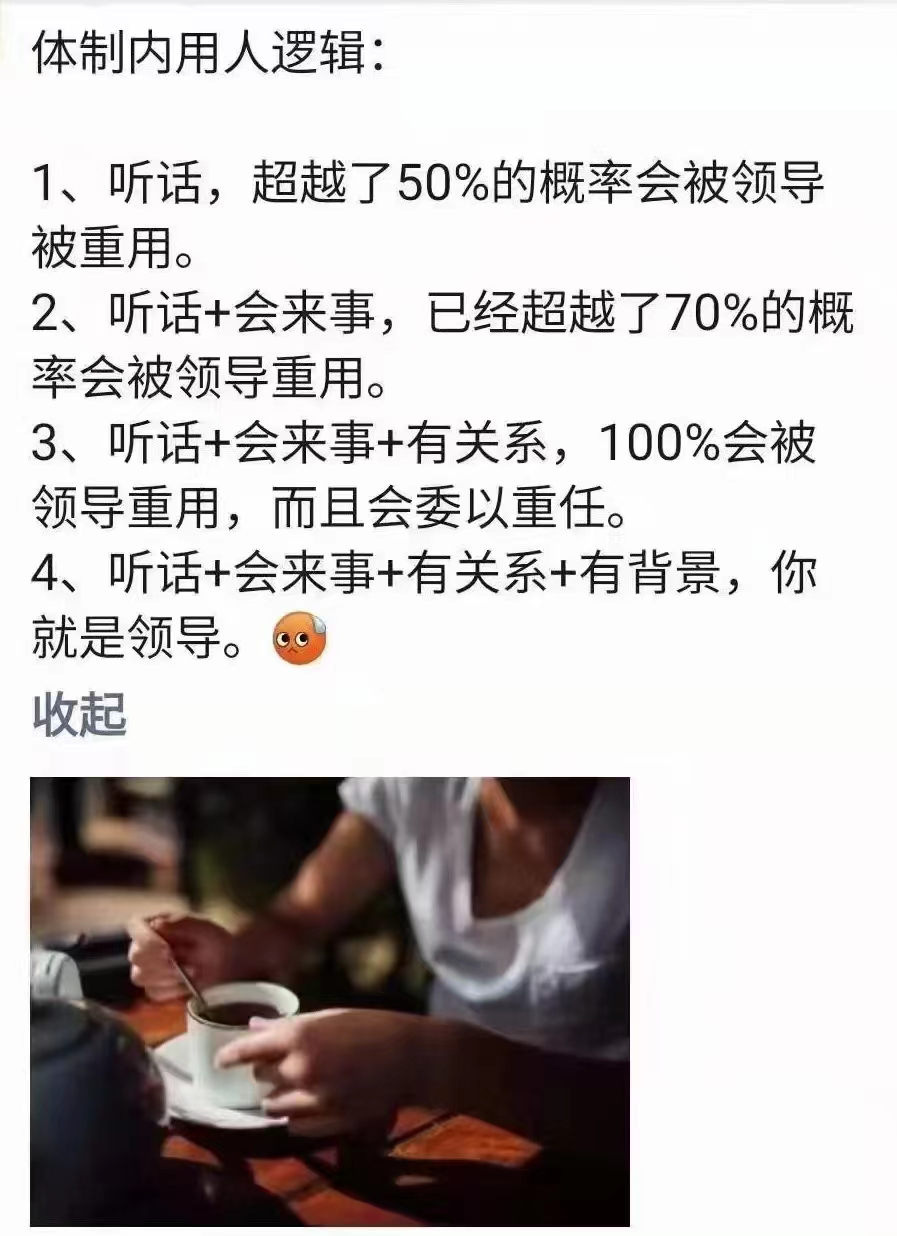 体制内用人逻辑：
1、听话，超越了50%的概率会被领导
被重用。
2、听话+会来事，已经超越了70%的概
率会被领导重用。
3、听话+会来事+有关系，100%会被
领导重用，而且会委以重任。
4、听话+会来事+有关系+有背景，你
就是领导。
收起